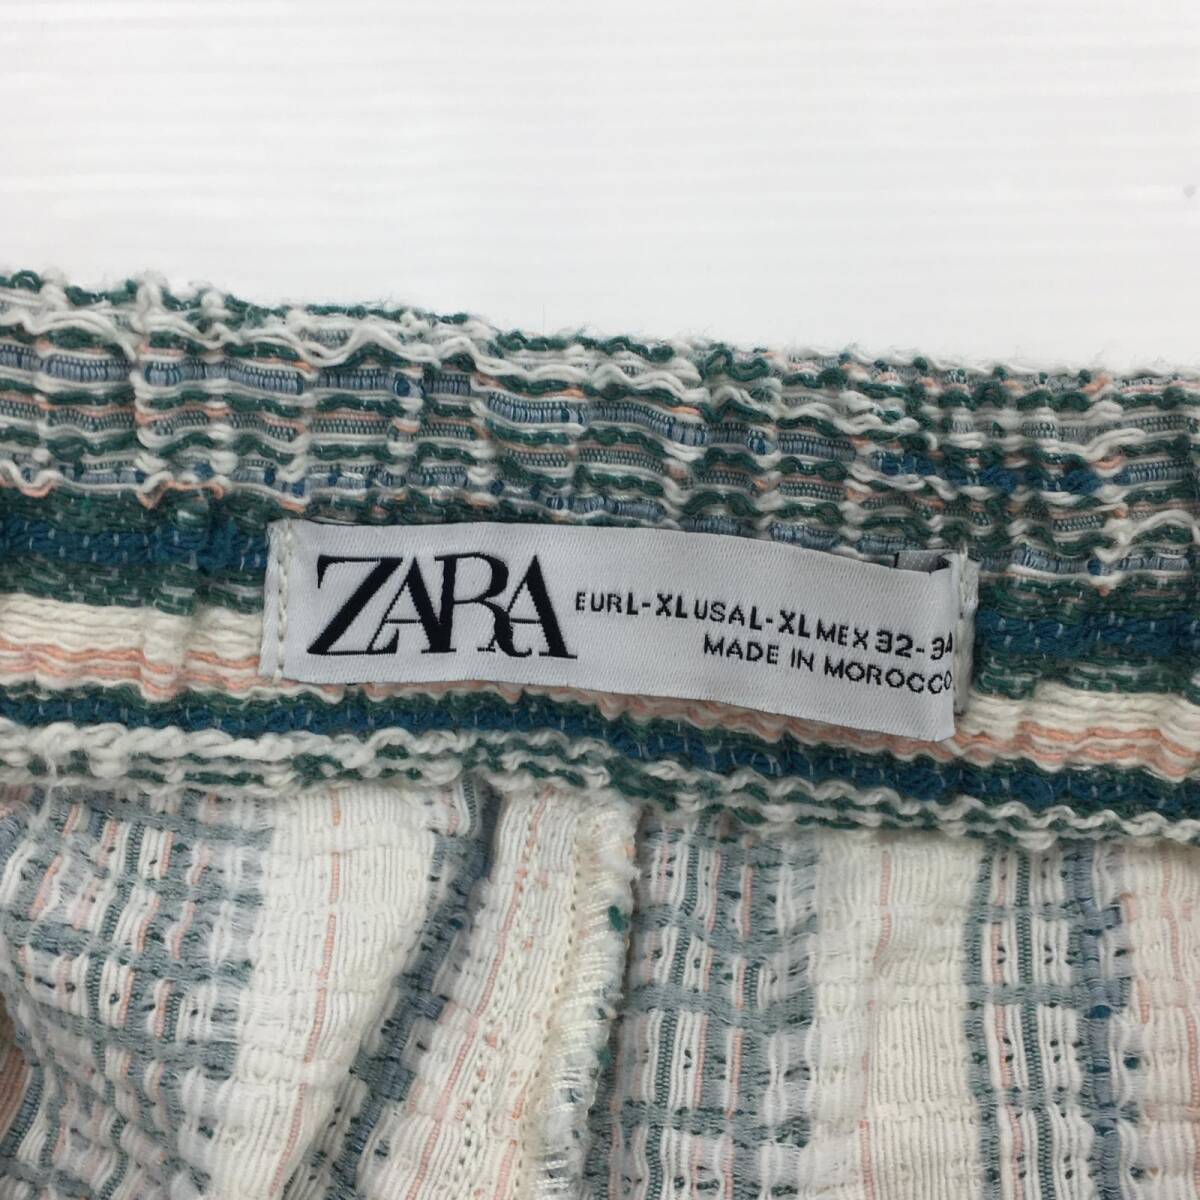 ZARA
EUR L-XL USA L-XL MEX 32-34
MADE IN MOROCCO